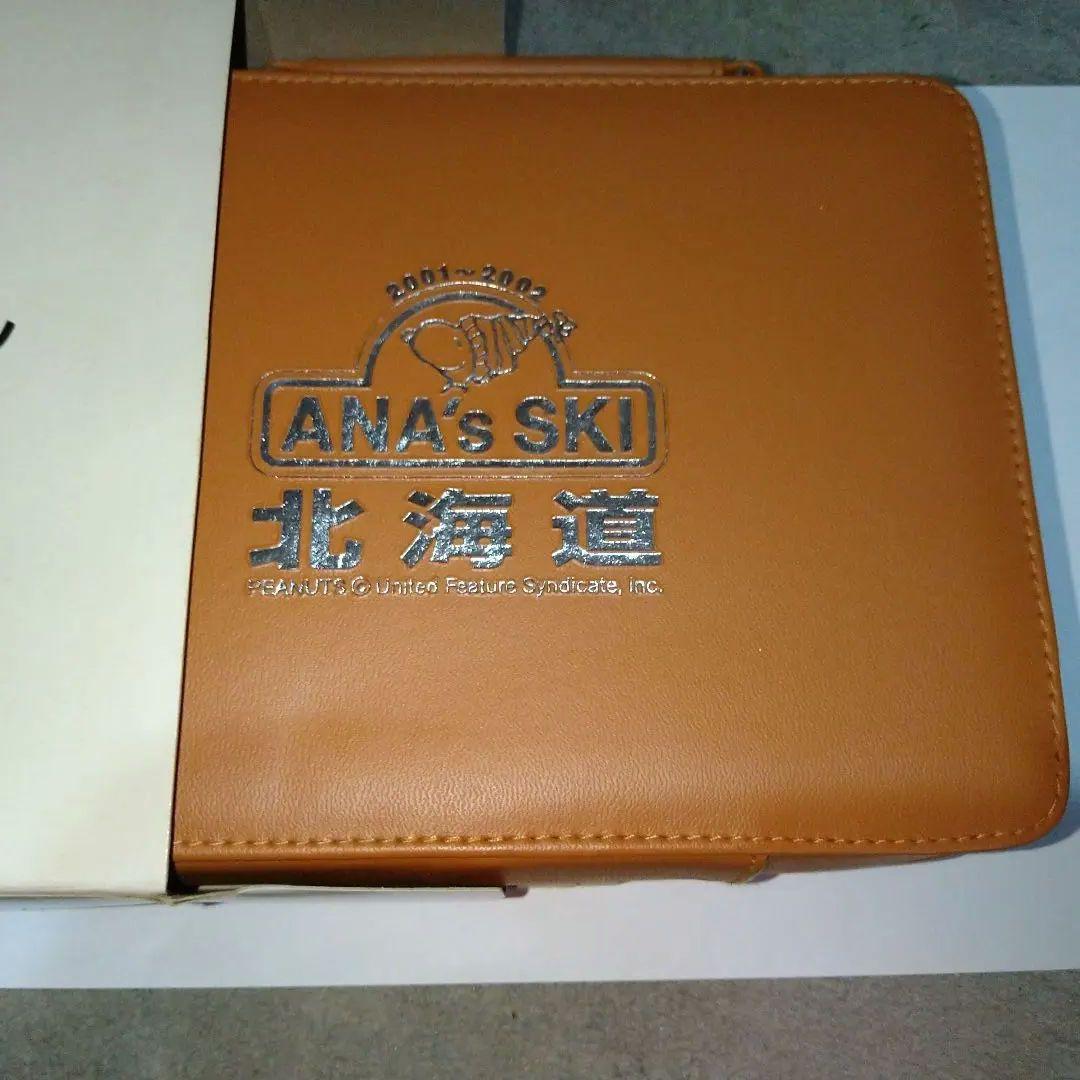 2001～2002
ANA's SKI
北海道
PEANUTS © United Feature Syndicate, Inc.